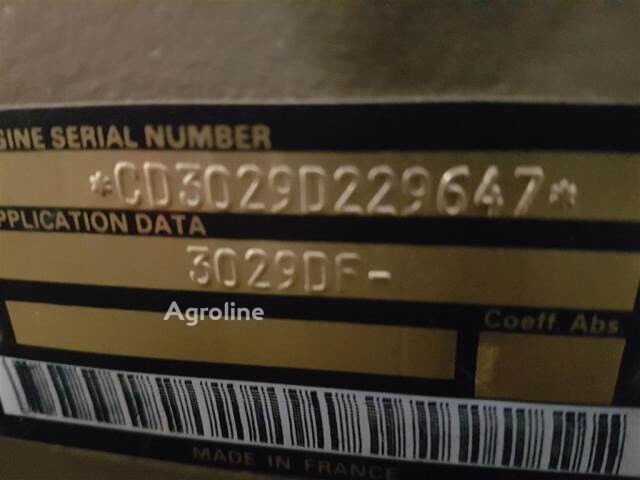 GINE SERIAL NUMBER
*CD3029D229647*
PPLICATION DATA
3029DF-
Agroline
Coeff. Abs
MADE IN FRANCE